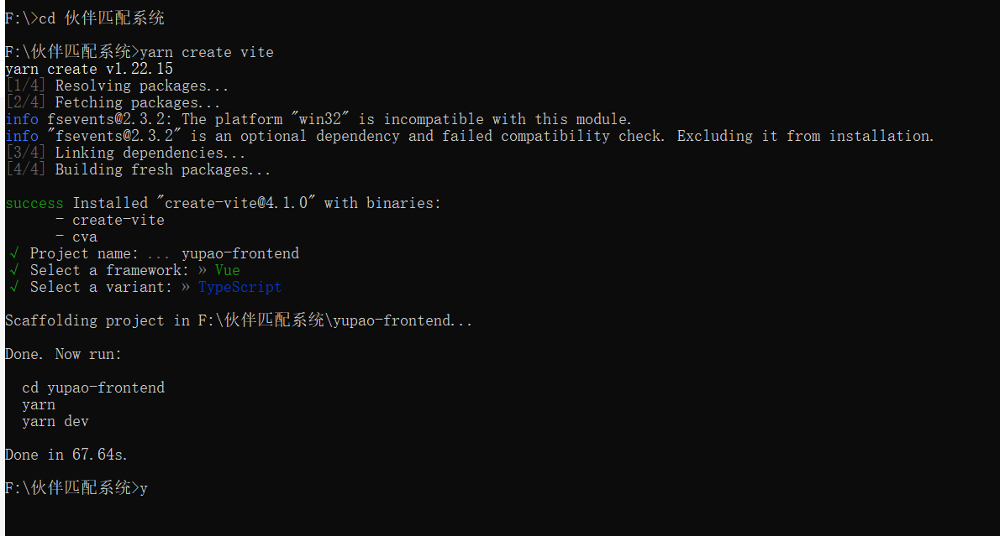 F:\>cd 伙伴匹配系统
F:\伙伴匹配系统>yarn create vite
yarn create v1.22.15
[1/4] Resolving packages...
[2/4] Fetching packages...
info fsevents@2.3.2: The platform "win32" is incompatible with this module.
info "fsevents@2.3.2" is an optional dependency and failed compatibility check. Excluding it from installation.
[3/4] Linking dependencies...
[4/4] Building fresh packages...
success Installed "create-vite@4.1.0" with binaries:
- create-vite
- cva
√ Project name: ... yupao-frontend
√ Select a framework: » Vue
√ Select a variant: » TypeScript
Scaffolding project in F:\伙伴匹配系统\yupao-frontend...
Done. Now run:
cd yupao-frontend
yarn
yarn dev
Done in 67.64s.
F:\伙伴匹配系统>y